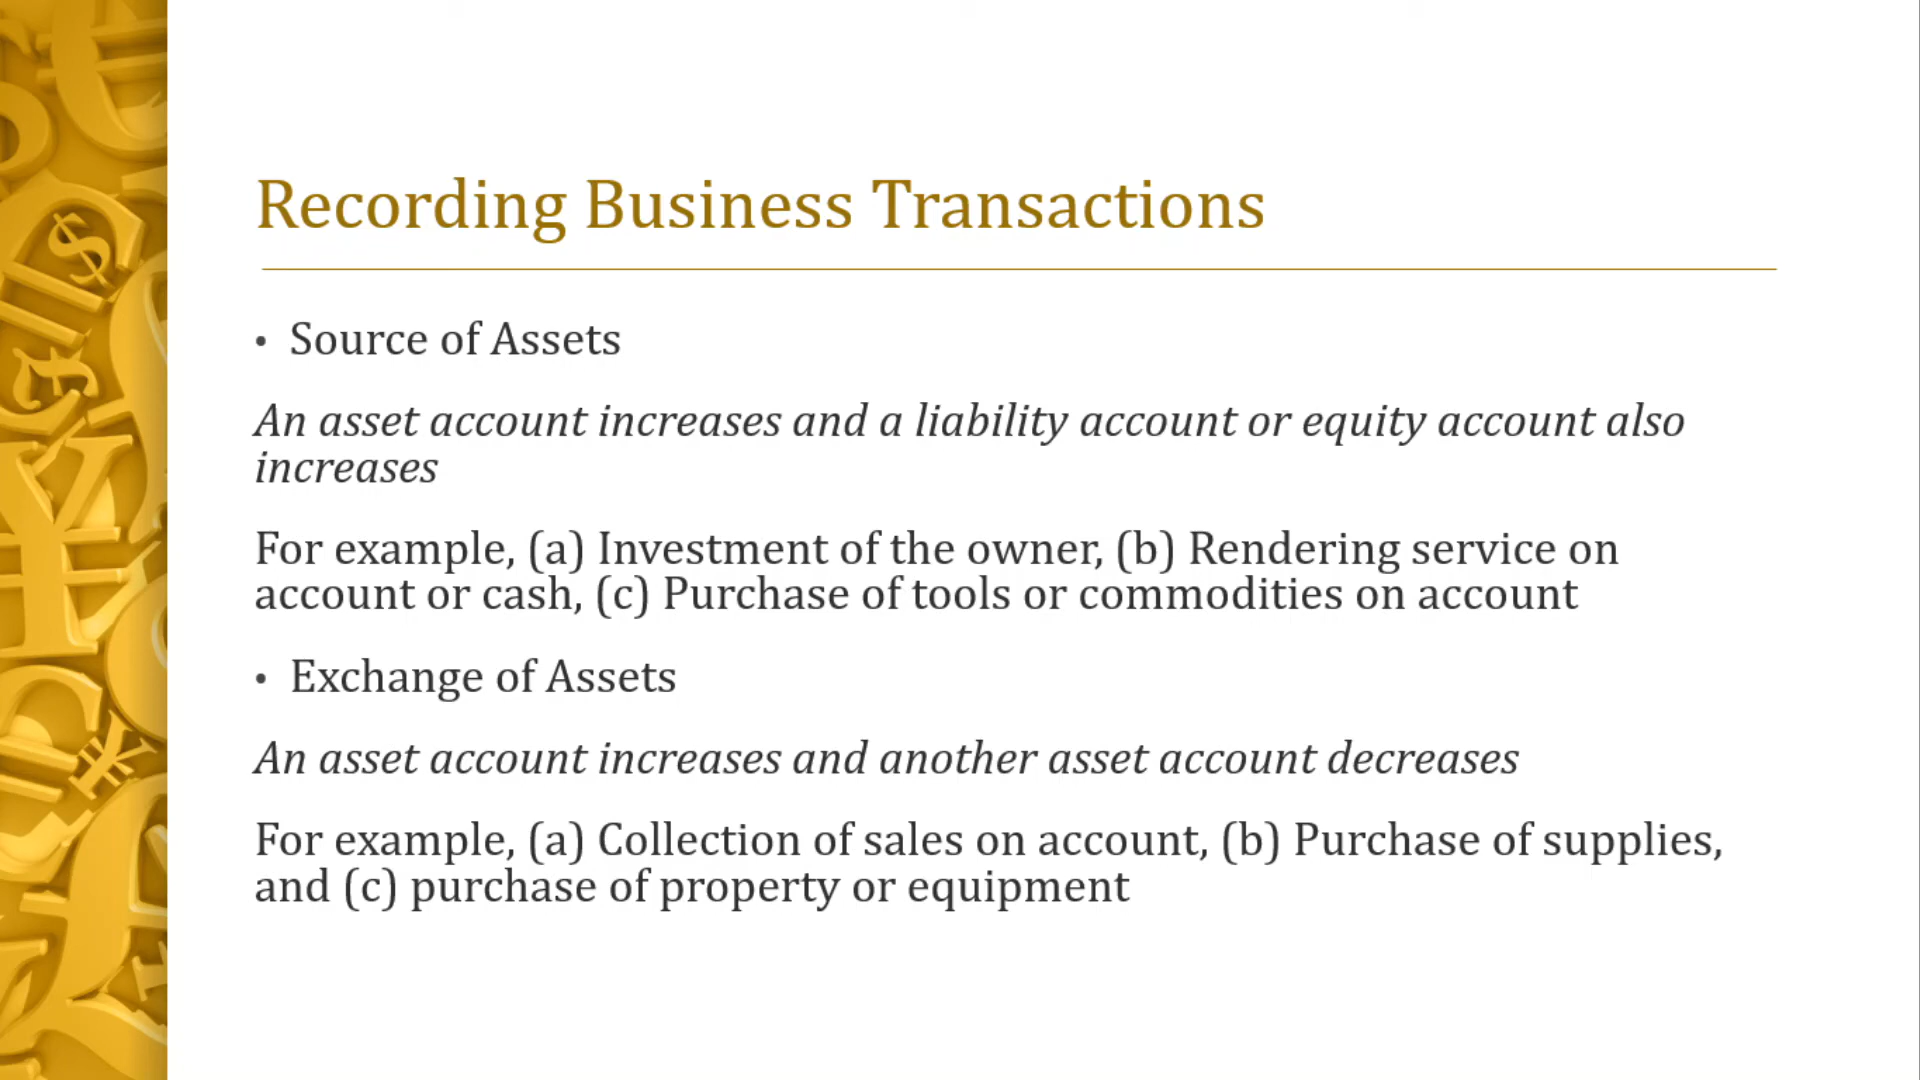 Recording Business Transactions
• Source of Assets
An asset account increases and a liability account or equity account also
increases
For example, (a) Investment of the owner, (b) Rendering service on
account or cash, (c) Purchase of tools or commodities on account
• Exchange of Assets
An asset account increases and another asset account decreases
For example, (a) Collection of sales on account, (b) Purchase of supplies,
and (c) purchase of property or equipment